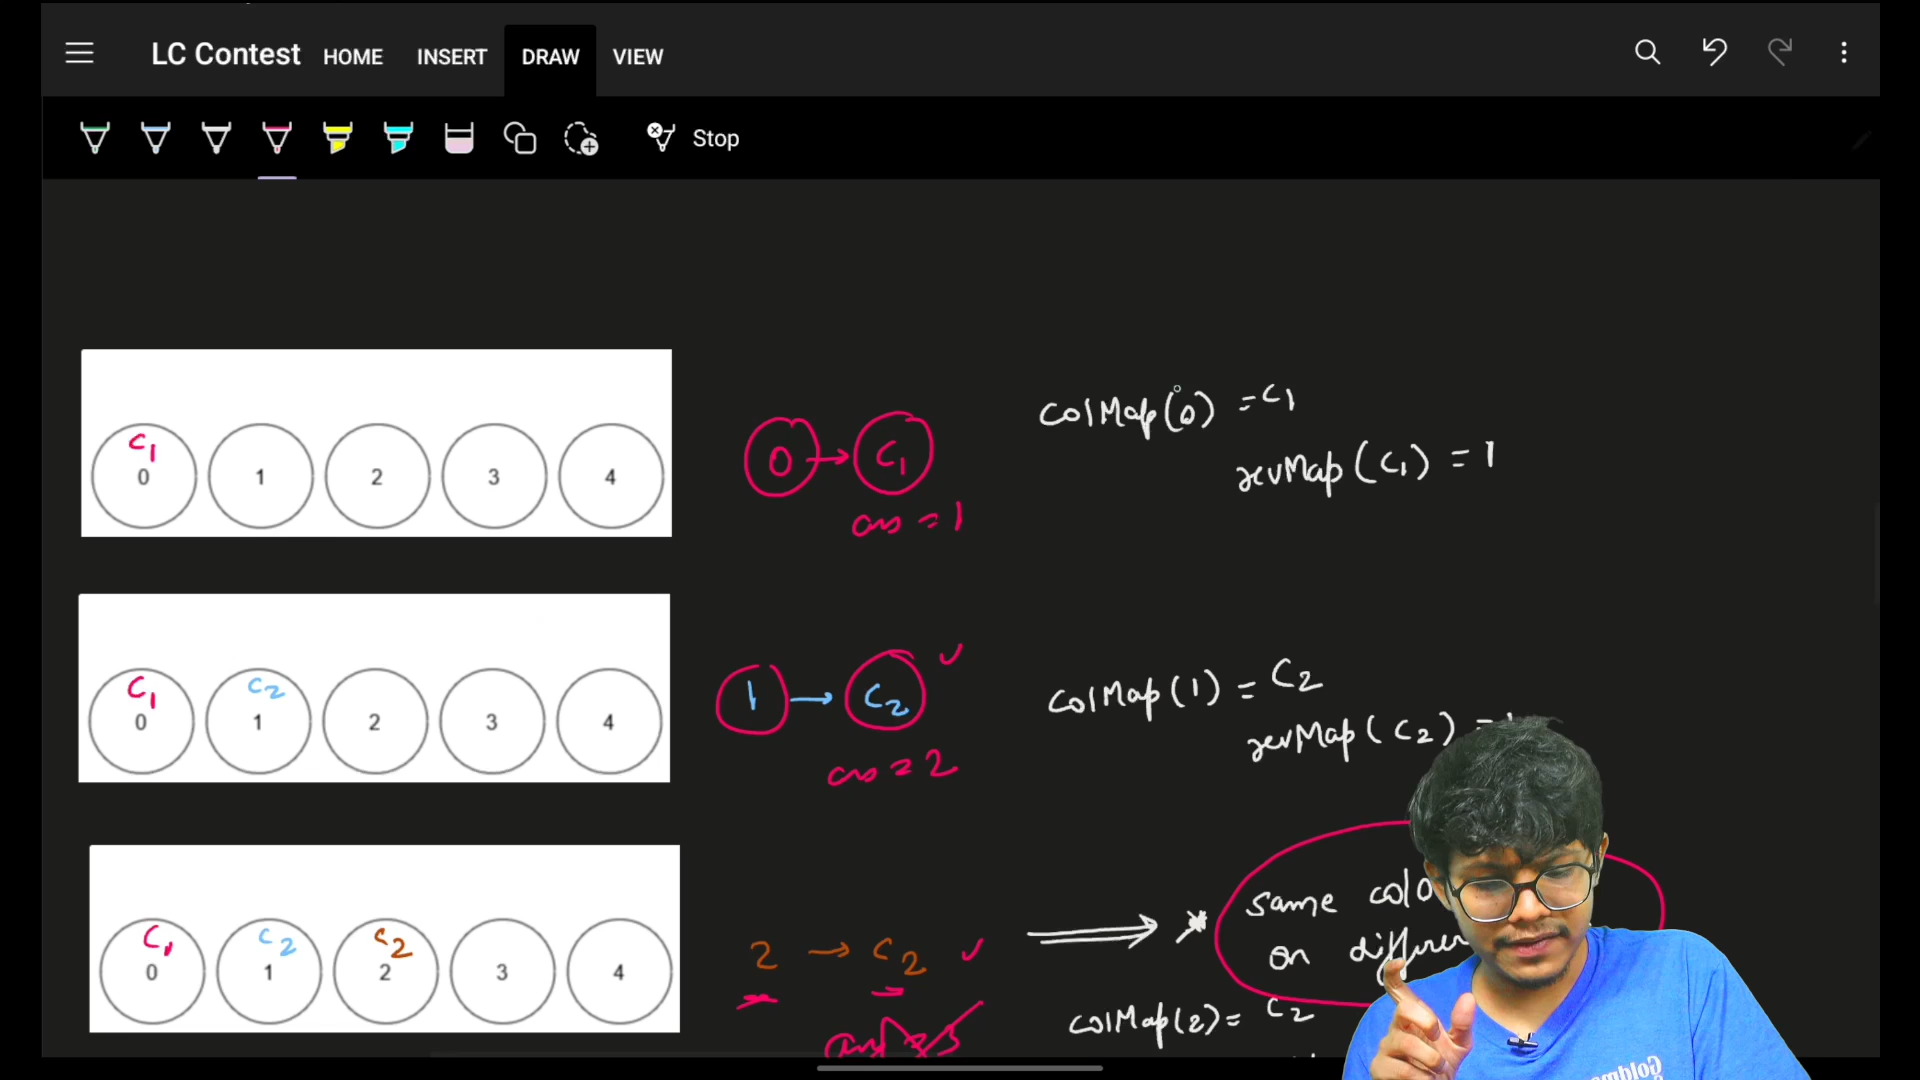 LC Contest HOME INSERT DRAW VIEW
Stop
C1
0 1 2 3 4
0 → C1
ans = 1
colMap(0) = C1
revMap(C1) = 1
C1 C2
0 1 2 3 4
1 → C2
ans = 2
colMap(1) = C2
revMap(C2) =
C1 C2 C2
0 1 2 3 4
2 → C2
same
on
colMap(2) = C2